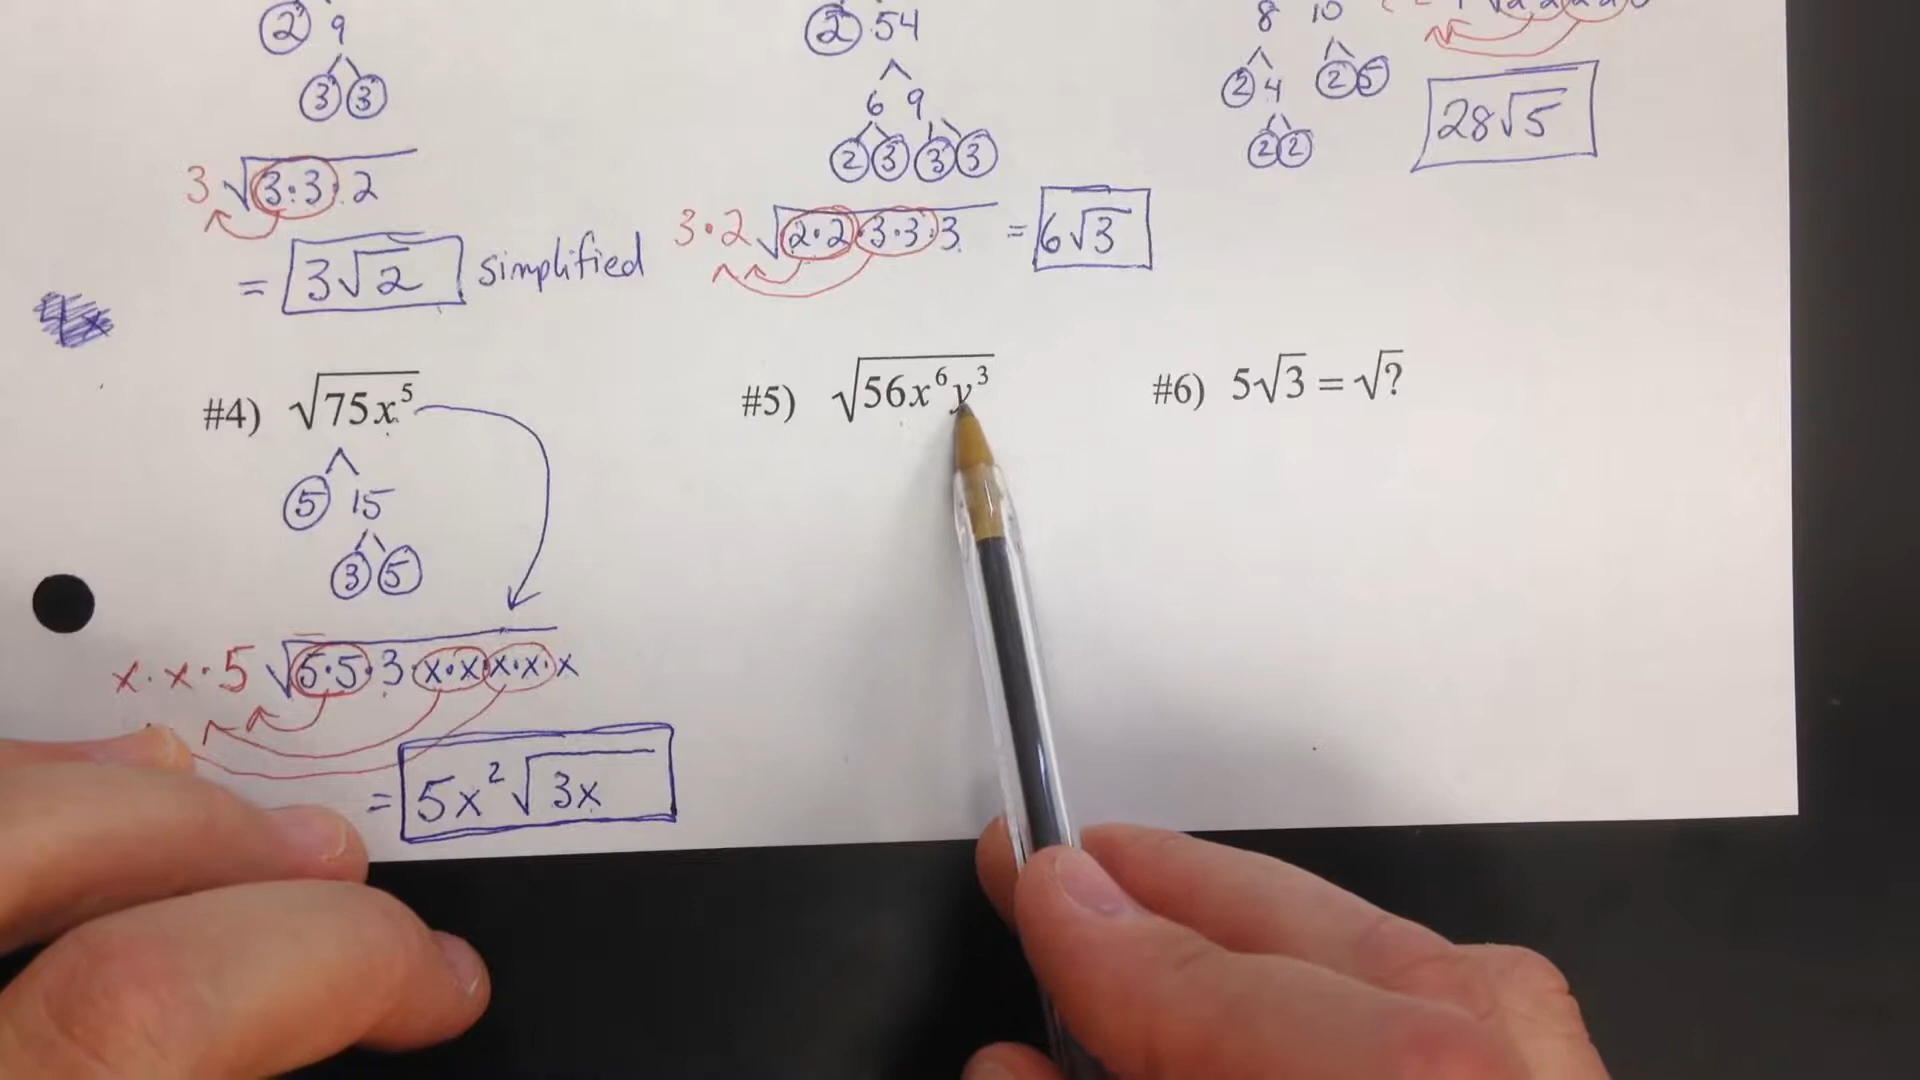 2 9
3 3
3 √3·3·2
= 3√2 simplified
2 54
6 9
2 3 3 3
3·2 √2·2·3·3·3 = 6√3
8 10
2 4 2 5
2 2
28√5
#4) √75x⁵
5 15
3 5
x·x·5 √5·5·3·x·x·x·x·x
= 5x²√3x
#5) √56x⁶y³
#6) 5√3 = √?